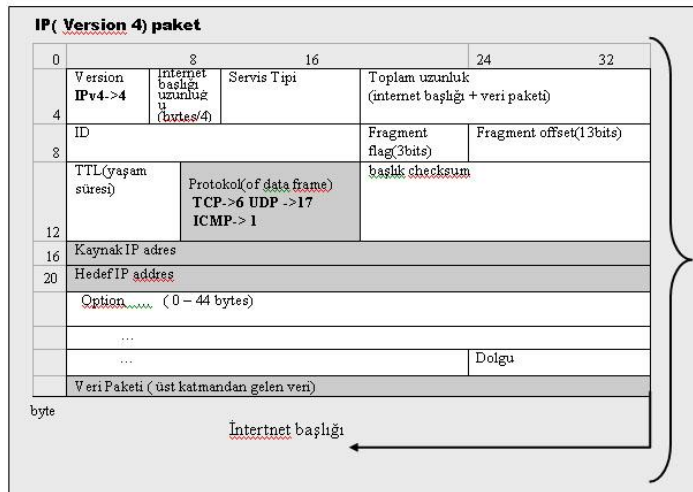 IP( Version 4) paket
0 8 16 24 32
Version
IPv4->4
İnternet
başlığı
uzunluğ
u
(bytes/4)
Servis Tipi
Toplam uzunluk
(internet başlığı + veri paketi)
4
ID
Fragment
flag(3bits)
Fragment offset(13bits)
8
TTL(yaşam
süresi)
Protokol(of data frame)
TCP->6 UDP ->17
ICMP-> 1
başlık checksum
12
16 Kaynak IP adres
20 Hedef IP addres
Option...... ( 0 – 44 bytes)
...
... Dolgu
Veri Paketi ( üst katmandan gelen veri)
byte
İntertnet başlığı